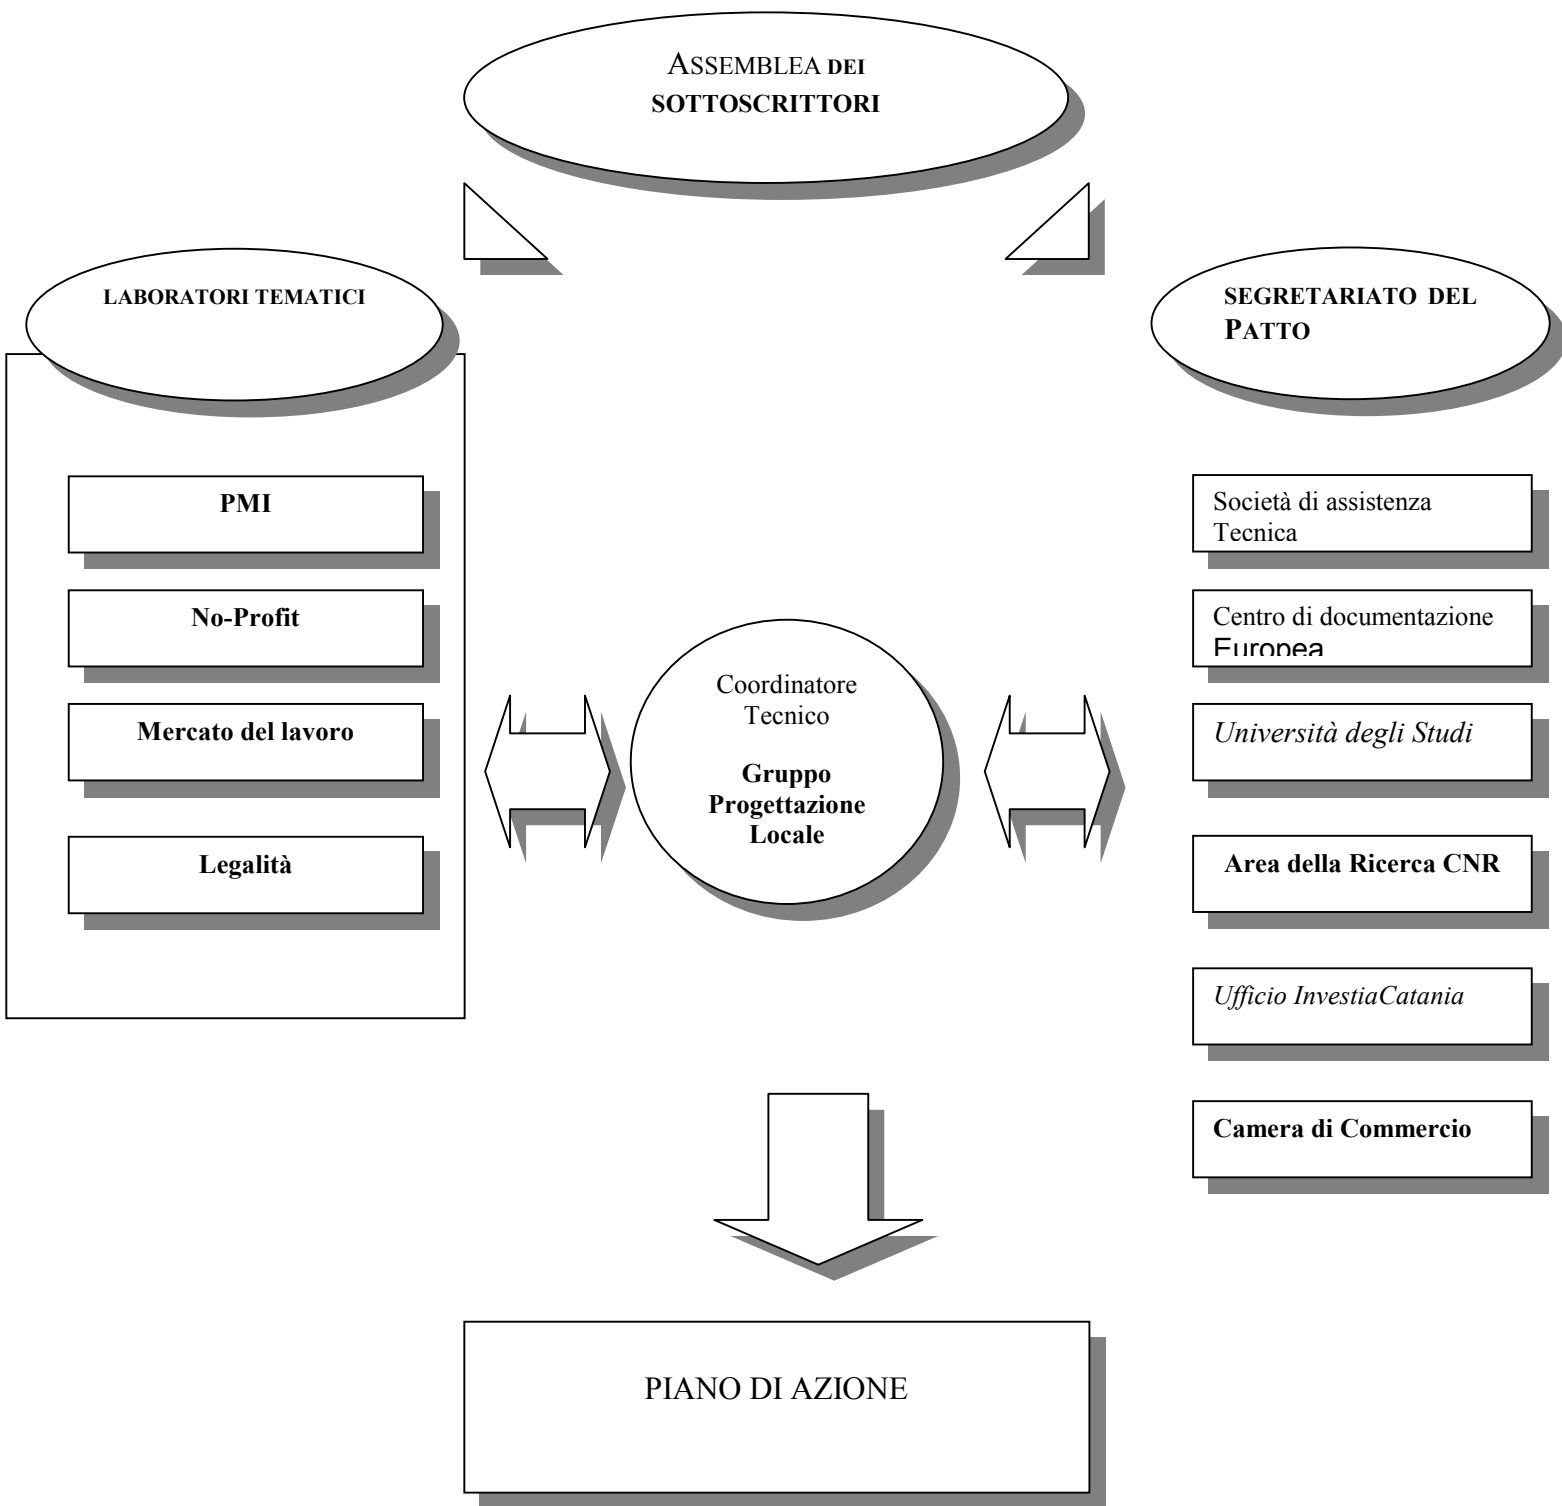 ASSEMBLEA DEI
SOTTOSCRITTORI
LABORATORI TEMATICI
PMI
No-Profit
Mercato del lavoro
Legalità
Coordinatore
Tecnico
Gruppo
Progettazione
Locale
SEGRETARIATO DEL
PATTO
Società di assistenza
Tecnica
Centro di documentazione
Europea
Università degli Studi
Area della Ricerca CNR
Ufficio InvestiaCatania
Camera di Commercio
PIANO DI AZIONE